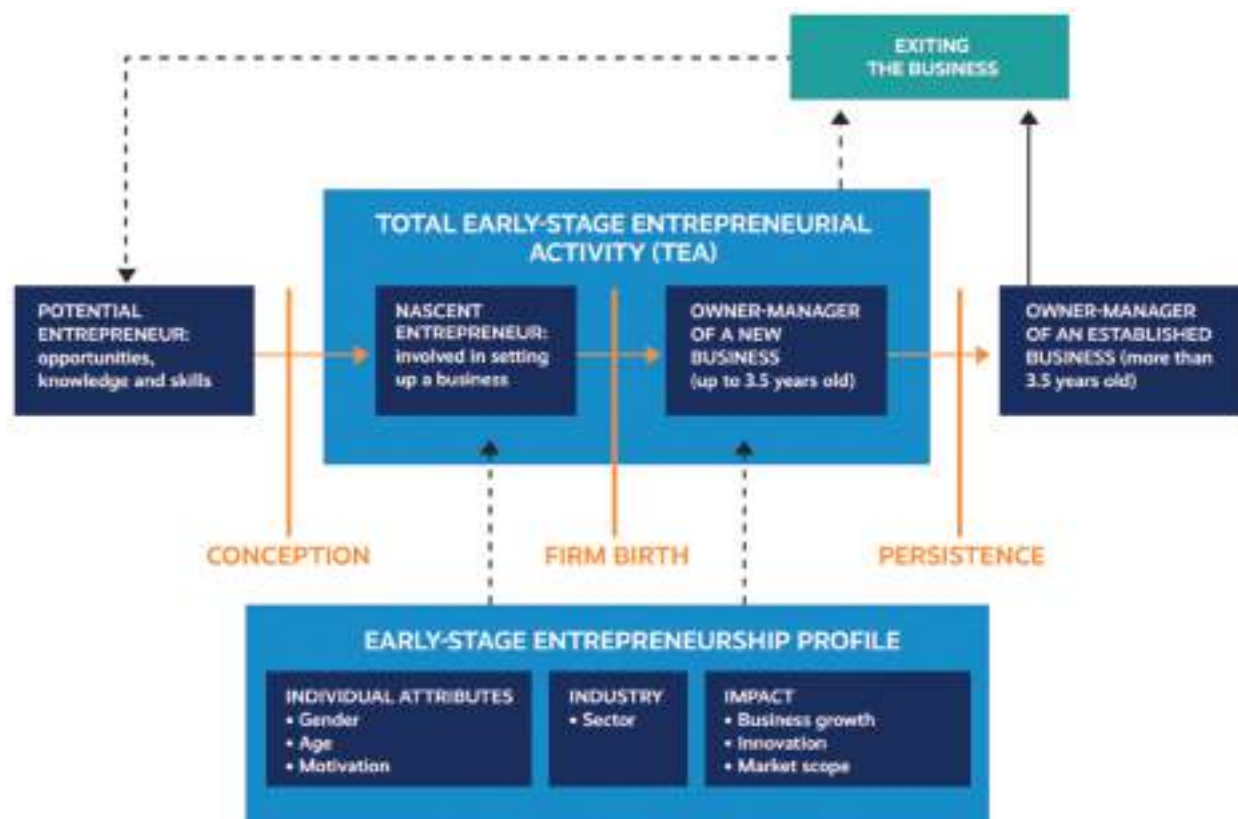 EXITING
THE BUSINESS
TOTAL EARLY-STAGE ENTREPRENEURIAL
ACTIVITY (TEA)
POTENTIAL
ENTREPRENEUR:
opportunities,
knowledge and skills
NASCENT
ENTREPRENEUR:
involved in setting
up a business
OWNER-MANAGER
OF A NEW
BUSINESS
(up to 3.5 years old)
OWNER-MANAGER
OF AN ESTABLISHED
BUSINESS (more than
3.5 years old)
CONCEPTION
FIRM BIRTH
PERSISTENCE
EARLY-STAGE ENTREPRENEURSHIP PROFILE
INDIVIDUAL ATTRIBUTES
• Gender
• Age
• Motivation
INDUSTRY
• Sector
IMPACT
• Business growth
• Innovation
• Market scope